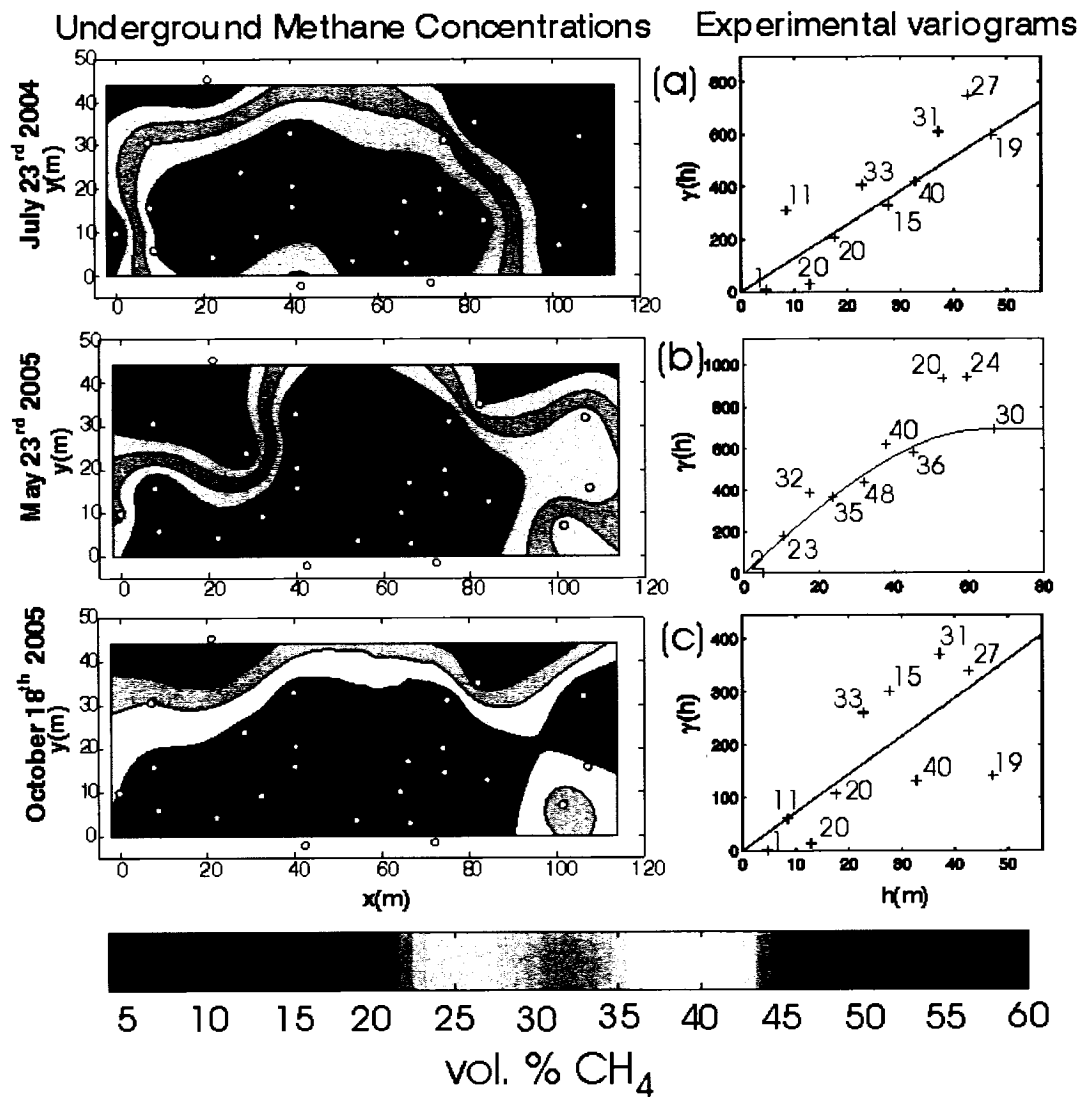 Underground Methane Concentrations
Experimental variograms
July 23rd 2004
y(m)
50
40
30
20
10
0
0 20 40 60 80 100 120
(a)
γ(h)
800
600
400
200
0
0 10 20 30 40 50
1
11
20
20
33
15
31
40
27
19
May 23rd 2005
y(m)
50
40
30
20
10
0
0 20 40 60 80 100 120
(b)
γ(h)
1000
800
600
400
200
0
0 20 40 60 80
2
23
32
35
48
40
36
20
24
30
October 18th 2005
y(m)
50
40
30
20
10
0
0 20 40 60 80 100 120
x(m)
(c)
γ(h)
400
300
200
100
0
0 10 20 30 40 50
h(m)
1
11
20
20
33
15
31
40
27
19
5 10 15 20 25 30 35 40 45 50 55 60
vol. % CH4